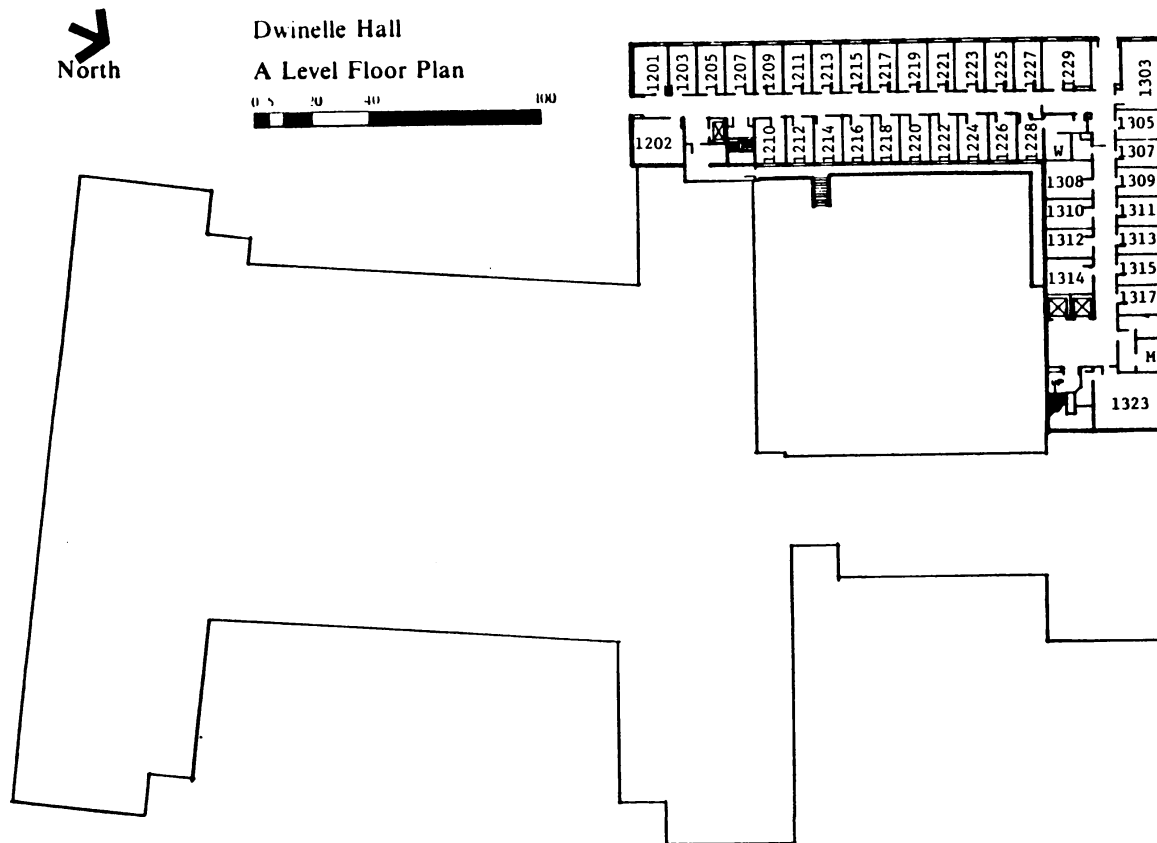 North
Dwinelle Hall
A Level Floor Plan
0 5 20 40 100
1201 1203 1205 1207 1209 1211 1213 1215 1217 1219 1221 1223 1225 1227 1229 1303
1305
1202 1210 1212 1214 1216 1218 1220 1222 1224 1226 1228 W 1307
1308 1309
1310 1311
1312 1313
1314 1315
1317
M
1323